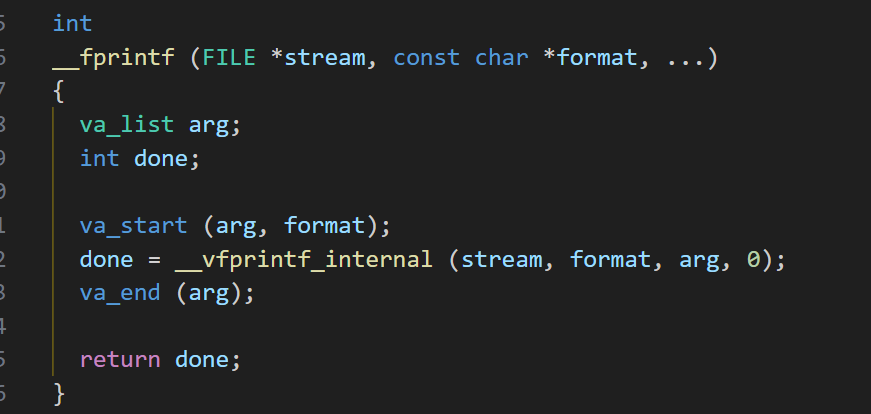 5 int
6 __fprintf (FILE *stream, const char *format, ...)
7 {
8 va_list arg;
9 int done;
0
1 va_start (arg, format);
2 done = __vfprintf_internal (stream, format, arg, 0);
3 va_end (arg);
4
5 return done;
6 }